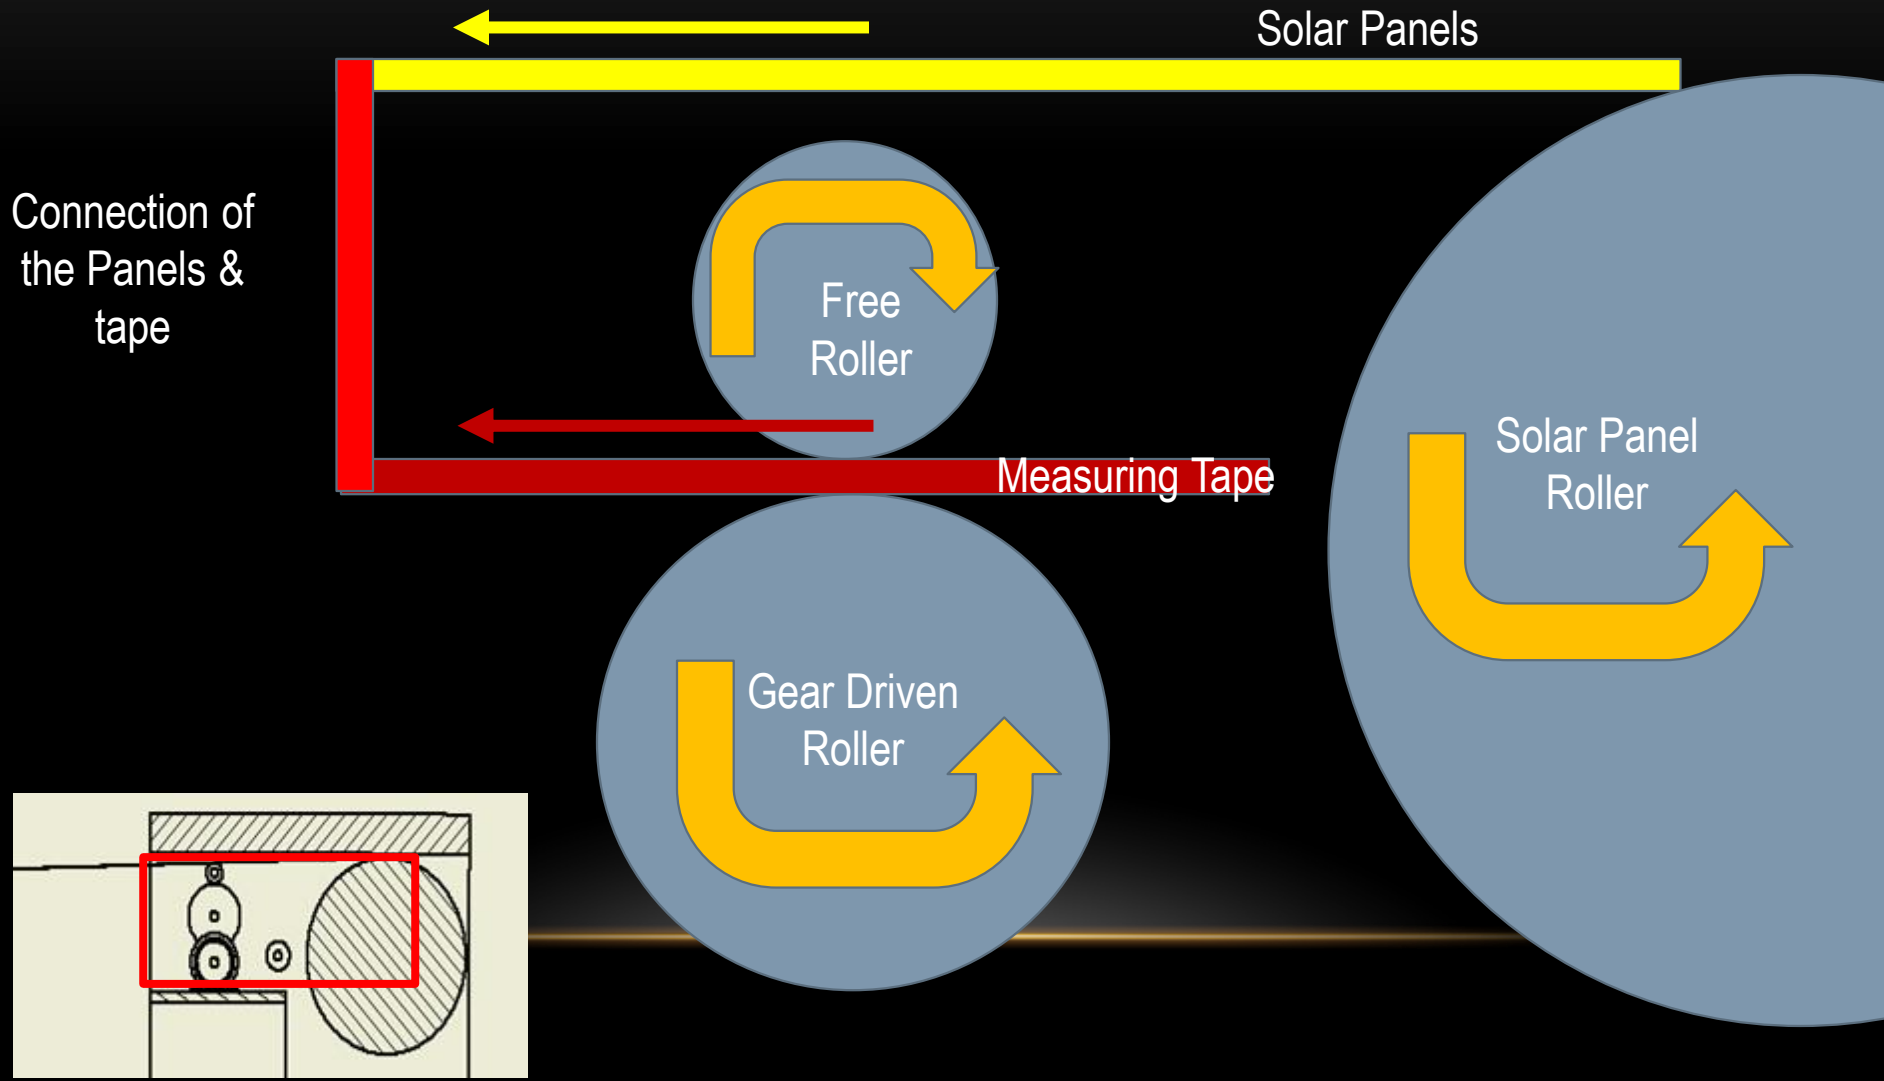 Solar Panels
Connection of
the Panels &
tape
Free
Roller
Measuring Tape
Solar Panel
Roller
Gear Driven
Roller